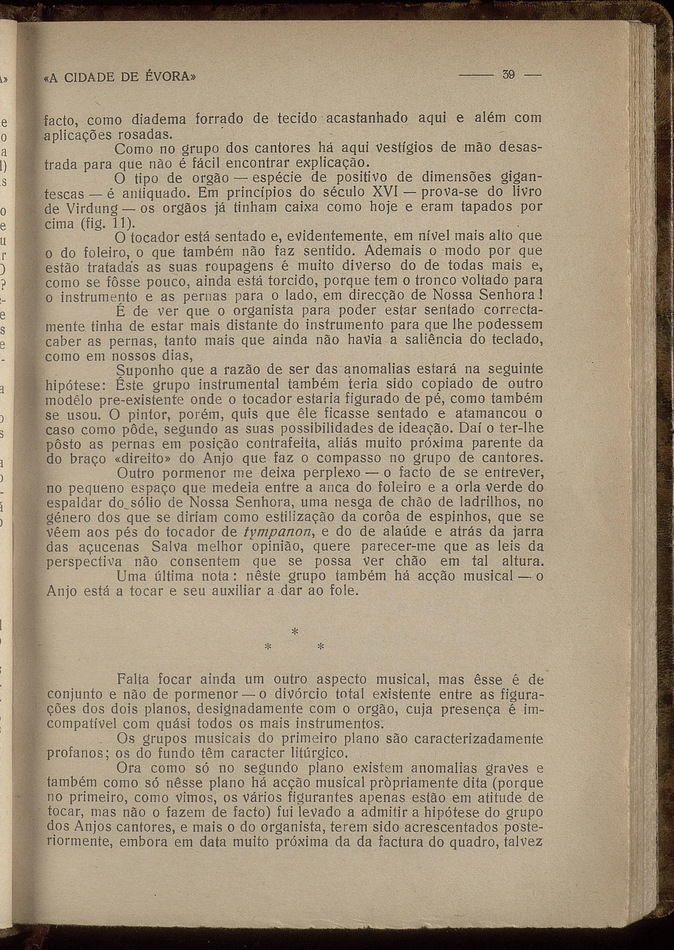 «A CIDADE DE ÉVORA» —— 39 —
facto, como diadema forrado de tecido acastanhado aqui e além com
aplicações rosadas.
Como no grupo dos cantores há aqui vestígios de mão desas-
trada para que não é fácil encontrar explicação.
O tipo de orgão — espécie de positivo de dimensões gigan-
tescas — é antiquado. Em princípios do século XVI — prova-se do livro
de Virdung — os orgãos já tinham caixa como hoje e eram tapados por
cima (fig. 11).
O tocador está sentado e, evidentemente, em nível mais alto que
o do foleiro, o que também não faz sentido. Ademais o modo por que
estão tratadas as suas roupagens é muito diverso do de todas mais e,
como se fôsse pouco, ainda está torcido, porque tem o tronco voltado para
o instrumento e as pernas para o lado, em direcção de Nossa Senhora!
É de ver que o organista para poder estar sentado correcta-
mente tinha de estar mais distante do instrumento para que lhe podessem
caber as pernas, tanto mais que ainda não havia a saliência do teclado,
como em nossos dias,
Suponho que a razão de ser das anomalias estará na seguinte
hipótese: Êste grupo instrumental também teria sido copiado de outro
modêlo pre-existente onde o tocador estaria figurado de pé, como também
se usou. O pintor, porém, quis que êle ficasse sentado e atamancou o
caso como pôde, segundo as suas possibilidades de ideação. Daí o ter-lhe
pôsto as pernas em posição contrafeita, aliás muito próxima parente da
do braço «direito» do Anjo que faz o compasso no grupo de cantores.
Outro pormenor me deixa perplexo — o facto de se entrever,
no pequeno espaço que medeia entre a anca do foleiro e a orla verde do
espaldar do sólio de Nossa Senhora, uma nesga de chão de ladrilhos, no
género dos que se diriam como estilização da corôa de espinhos, que se
vêem aos pés do tocador de tympanon, e do de alaúde e atrás da jarra
das açucenas Salva melhor opinião, quere parecer-me que as leis da
perspectiva não consentem que se possa ver chão em tal altura.
Uma última nota: nêste grupo também há acção musical — o
Anjo está a tocar e seu auxiliar a dar ao fole.
*
* *
Falta focar ainda um outro aspecto musical, mas êsse é de
conjunto e não de pormenor — o divórcio total existente entre as figura-
ções dos dois planos, designadamente com o orgão, cuja presença é im-
compatível com quási todos os mais instrumentos.
Os grupos musicais do primeiro plano são caracterizadamente
profanos; os do fundo têm caracter litúrgico.
Ora como só no segundo plano existem anomalias graves e
também como só nêsse plano há acção musical pròpriamente dita (porque
no primeiro, como vimos, os vários figurantes apenas estão em atitude de
tocar, mas não o fazem de facto) fui levado a admitir a hipótese do grupo
dos Anjos cantores, e mais o do organista, terem sido acrescentados poste-
riormente, embora em data muito próxima da da factura do quadro, talvez